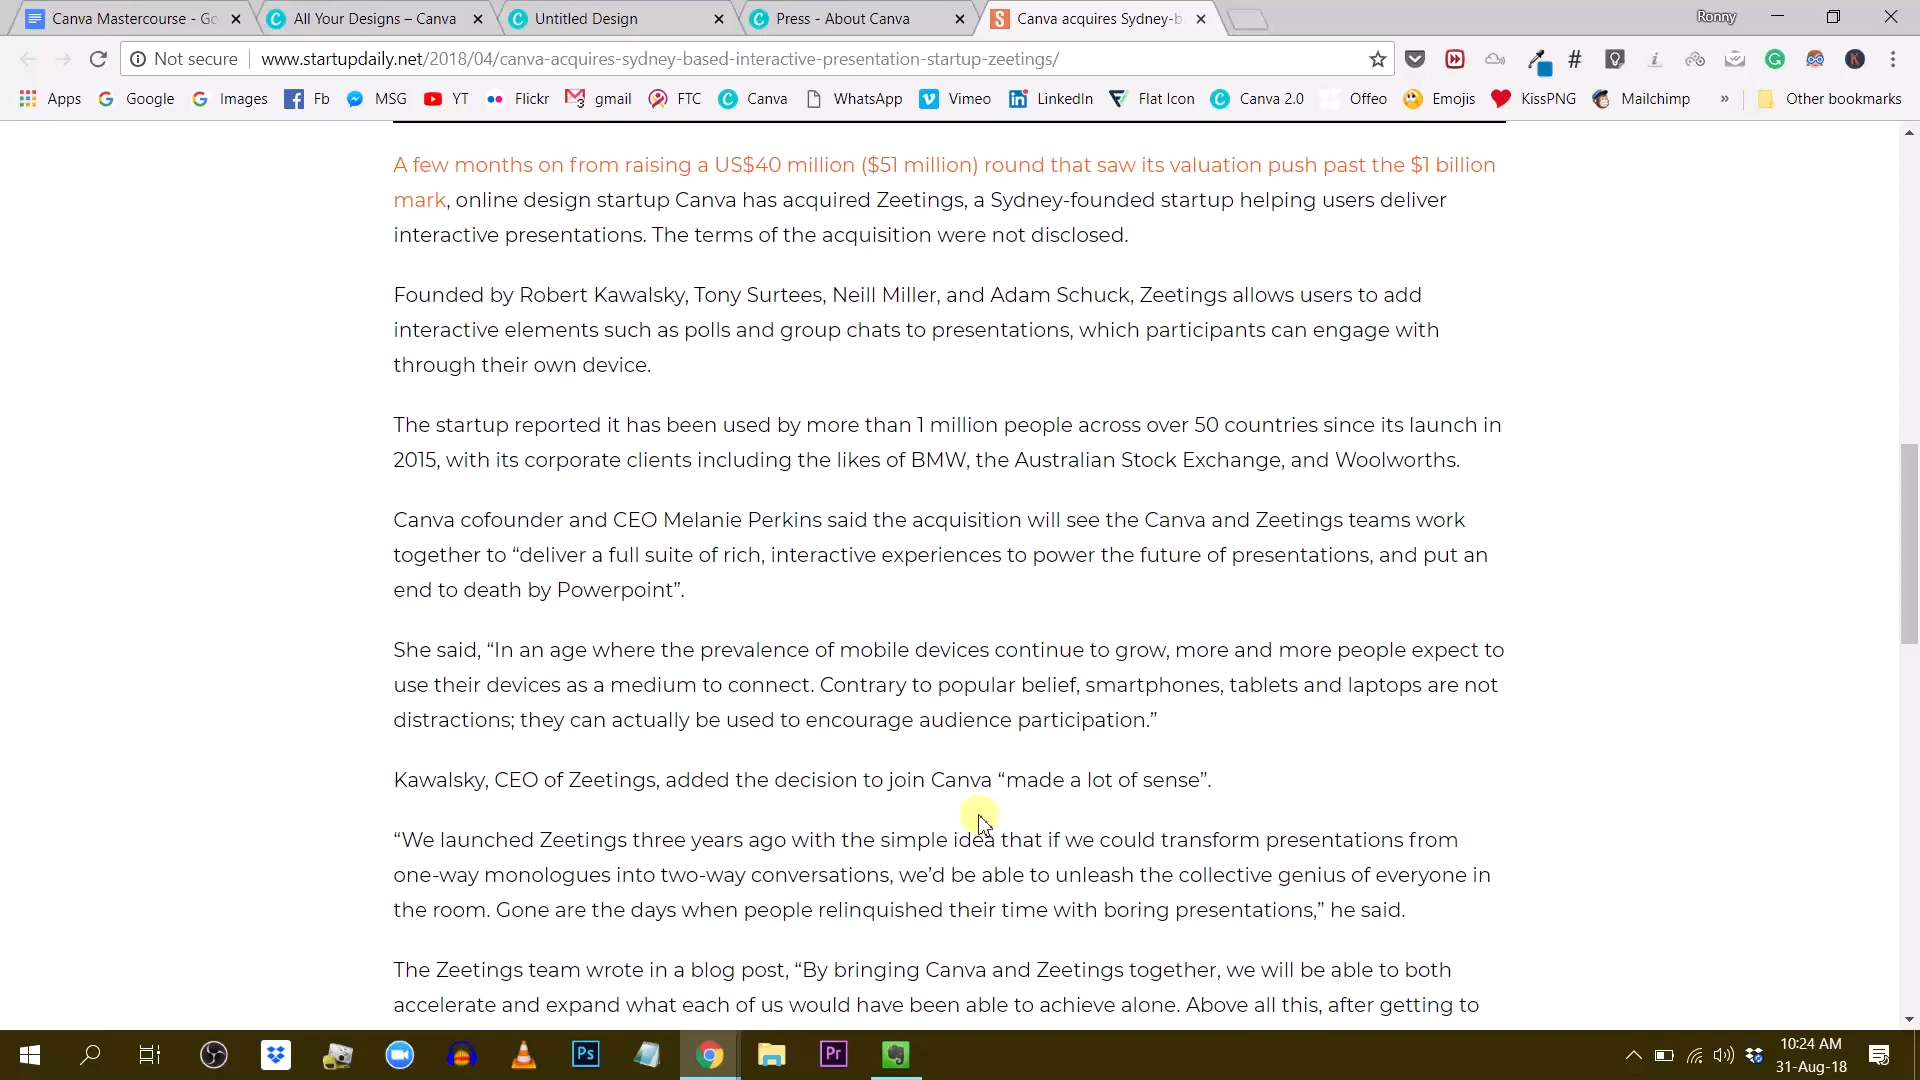 Canva Mastercourse - Go
All Your Designs – Canva
Untitled Design
Press - About Canva
Canva acquires Sydney-b
Ronny
Not secure
www.startupdaily.net/2018/04/canva-acquires-sydney-based-interactive-presentation-startup-zeetings/
Apps Google Images Fb MSG YT Flickr gmail FTC Canva WhatsApp Vimeo LinkedIn Flat Icon Canva 2.0 Offeo Emojis KissPNG Mailchimp » Other bookmarks
A few months on from raising a US$40 million ($51 million) round that saw its valuation push past the $1 billion
mark, online design startup Canva has acquired Zeetings, a Sydney-founded startup helping users deliver
interactive presentations. The terms of the acquisition were not disclosed.
Founded by Robert Kawalsky, Tony Surtees, Neill Miller, and Adam Schuck, Zeetings allows users to add
interactive elements such as polls and group chats to presentations, which participants can engage with
through their own device.
The startup reported it has been used by more than 1 million people across over 50 countries since its launch in
2015, with its corporate clients including the likes of BMW, the Australian Stock Exchange, and Woolworths.
Canva cofounder and CEO Melanie Perkins said the acquisition will see the Canva and Zeetings teams work
together to “deliver a full suite of rich, interactive experiences to power the future of presentations, and put an
end to death by Powerpoint”.
She said, “In an age where the prevalence of mobile devices continue to grow, more and more people expect to
use their devices as a medium to connect. Contrary to popular belief, smartphones, tablets and laptops are not
distractions; they can actually be used to encourage audience participation.”
Kawalsky, CEO of Zeetings, added the decision to join Canva “made a lot of sense”.
“We launched Zeetings three years ago with the simple idea that if we could transform presentations from
one-way monologues into two-way conversations, we’d be able to unleash the collective genius of everyone in
the room. Gone are the days when people relinquished their time with boring presentations,” he said.
The Zeetings team wrote in a blog post, “By bringing Canva and Zeetings together, we will be able to both
accelerate and expand what each of us would have been able to achieve alone. Above all this, after getting to
Ps
Pr
10:24 AM
31-Aug-18